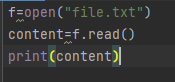 f=open("file.txt")
content=f.read()
print(content)